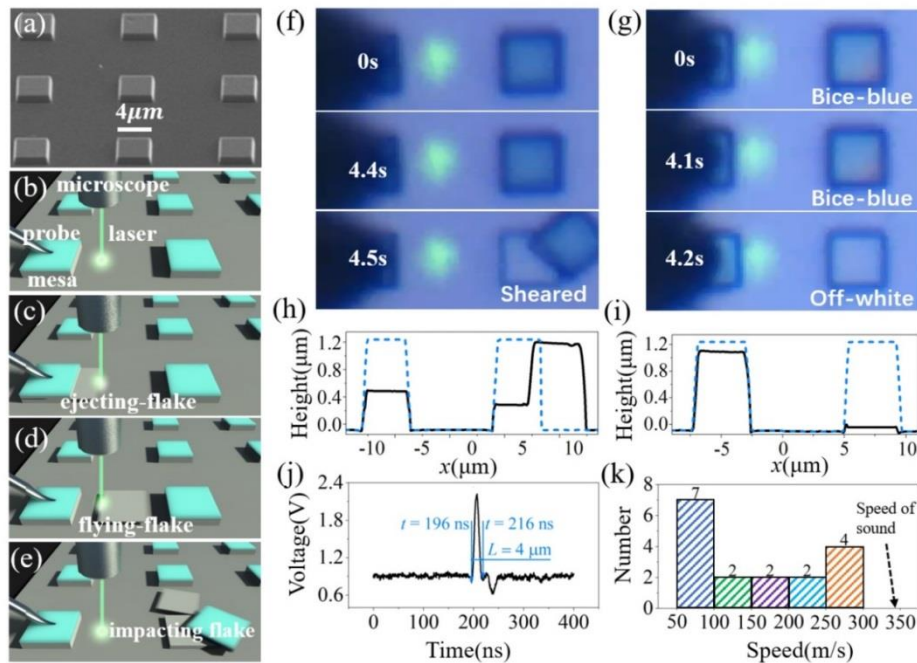 (a)
4μm
(b)
microscope
probe
laser
mesa
(c)
ejecting-flake
(d)
flying-flake
(e)
impacting flake
(f)
0s
4.4s
4.5s
Sheared
(g)
0s
Bice-blue
4.1s
Bice-blue
4.2s
Off-white
(h)
Height(μm)
1.2
0.8
0.4
0.0
-10 -5 0 5 10
x(μm)
(i)
Height(μm)
1.2
0.8
0.4
0.0
-5 0 5 10
x(μm)
(j)
Voltage(V)
2.4
1.8
1.2
0.6
t = 196 ns
t = 216 ns
L = 4 μm
0 100 200 300 400
Time(ns)
(k)
Number
8
6
4
2
0
7
2
2
2
4
Speed of
sound
50 100 150 200 250 300 350
Speed(m/s)